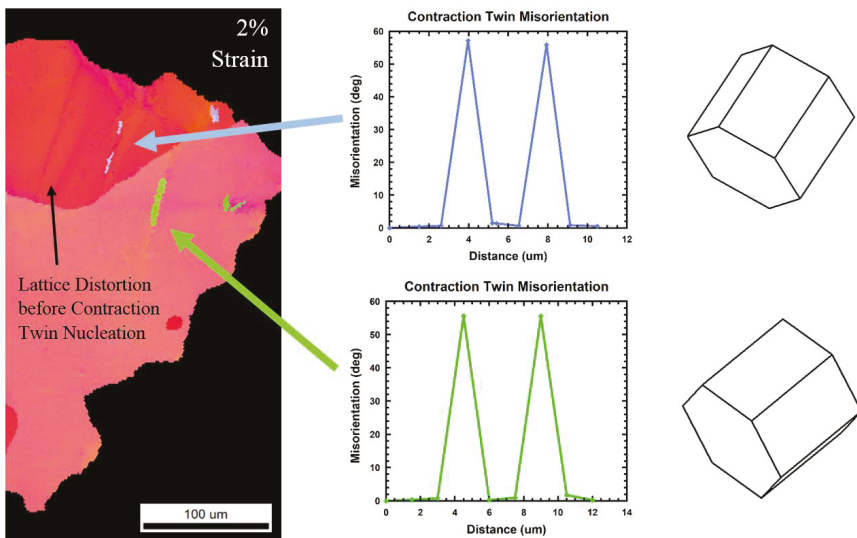 2%
Strain
Lattice Distortion
before Contraction
Twin Nucleation
100 um
Contraction Twin Misorientation
Misorientation (deg)
60
50
40
30
20
10
0
0 2 4 6 8 10 12
Distance (um)
Contraction Twin Misorientation
Misorientation (deg)
60
50
40
30
20
10
0
0 2 4 6 8 10 12 14
Distance (um)